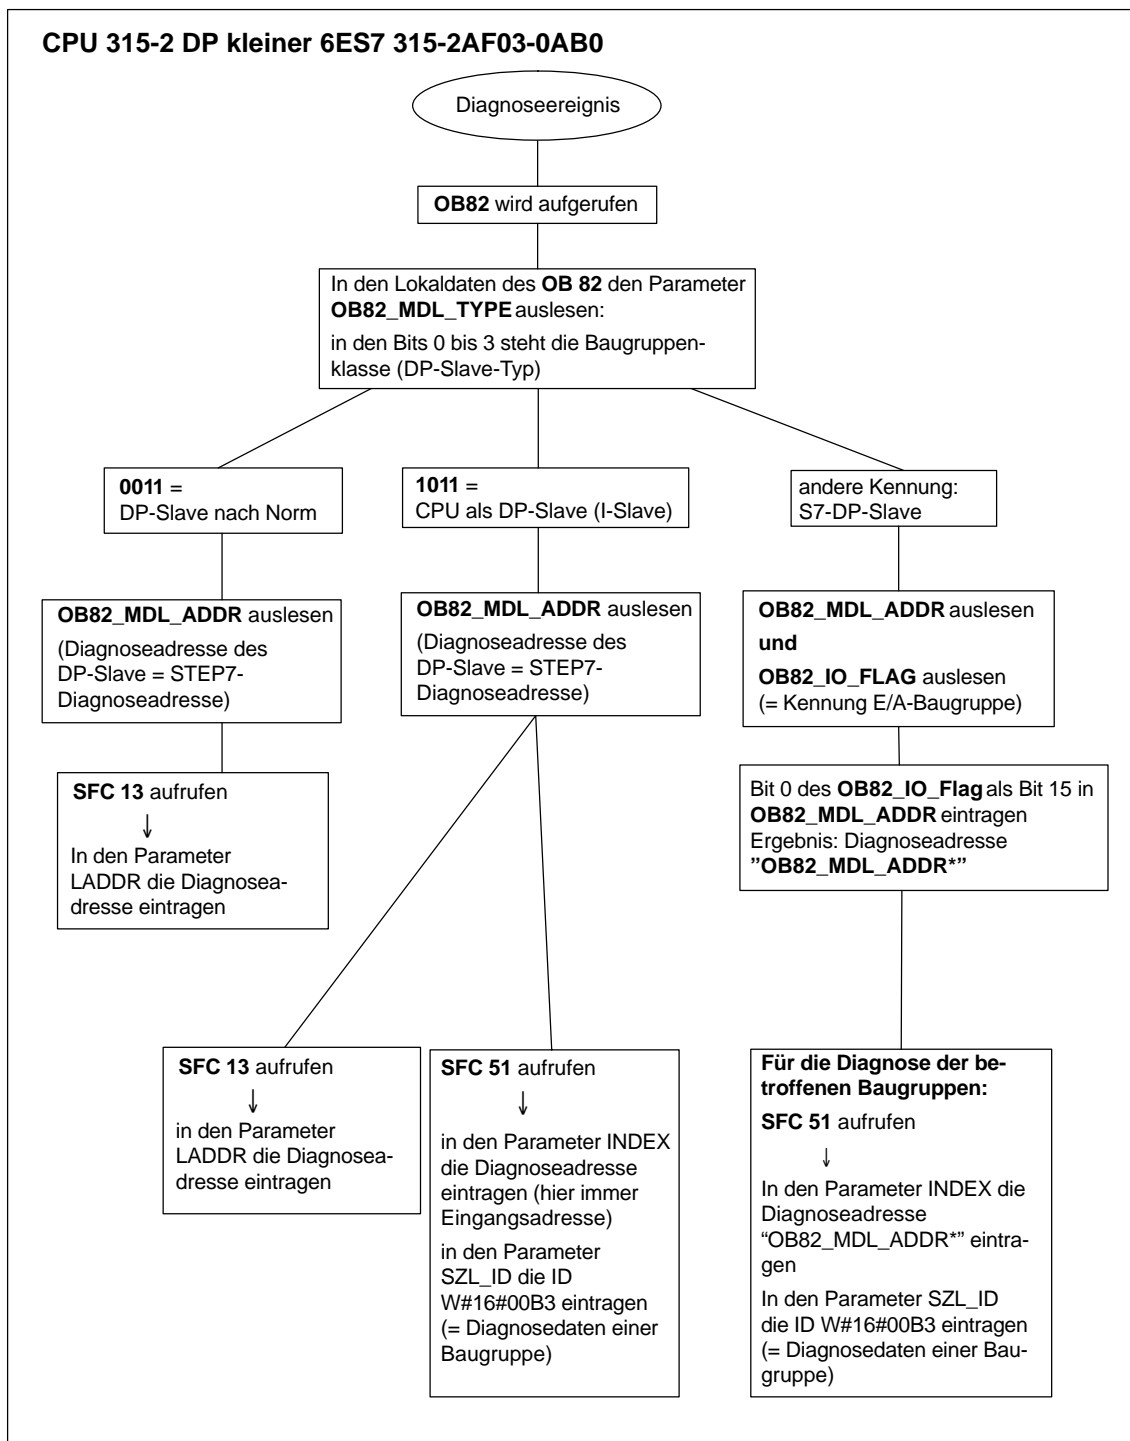 CPU 315-2 DP kleiner 6ES7 315-2AF03-0AB0
Diagnoseereignis
OB82 wird aufgerufen
In den Lokaldaten des OB 82 den Parameter
OB82_MDL_TYPE auslesen:
in den Bits 0 bis 3 steht die Baugruppen-
klasse (DP-Slave-Typ)
0011 =
DP-Slave nach Norm
1011 =
CPU als DP-Slave (I-Slave)
andere Kennung:
S7-DP-Slave
OB82_MDL_ADDR auslesen
(Diagnoseadresse des
DP-Slave = STEP7-
Diagnoseadresse)
OB82_MDL_ADDR auslesen
(Diagnoseadresse des
DP-Slave = STEP7-
Diagnoseadresse)
OB82_MDL_ADDR auslesen
und
OB82_IO_FLAG auslesen
(= Kennung E/A-Baugruppe)
SFC 13 aufrufen
↓
In den Parameter
LADDR die Diagnosea-
dresse eintragen
Bit 0 des OB82_IO_Flag als Bit 15 in
OB82_MDL_ADDR eintragen
Ergebnis: Diagnoseadresse
”OB82_MDL_ADDR*”
SFC 13 aufrufen
↓
in den Parameter
LADDR die Diagnosea-
dresse eintragen
SFC 51 aufrufen
↓
in den Parameter INDEX
die Diagnoseadresse
eintragen (hier immer
Eingangsadresse)
in den Parameter
SZL_ID die ID
W#16#00B3 eintragen
(= Diagnosedaten einer
Baugruppe)
Für die Diagnose der be-
troffenen Baugruppen:
SFC 51 aufrufen
↓
In den Parameter INDEX die
Diagnoseadresse
“OB82_MDL_ADDR*” eintra-
gen
In den Parameter SZL_ID
die ID W#16#00B3 eintragen
(= Diagnosedaten einer Bau-
gruppe)